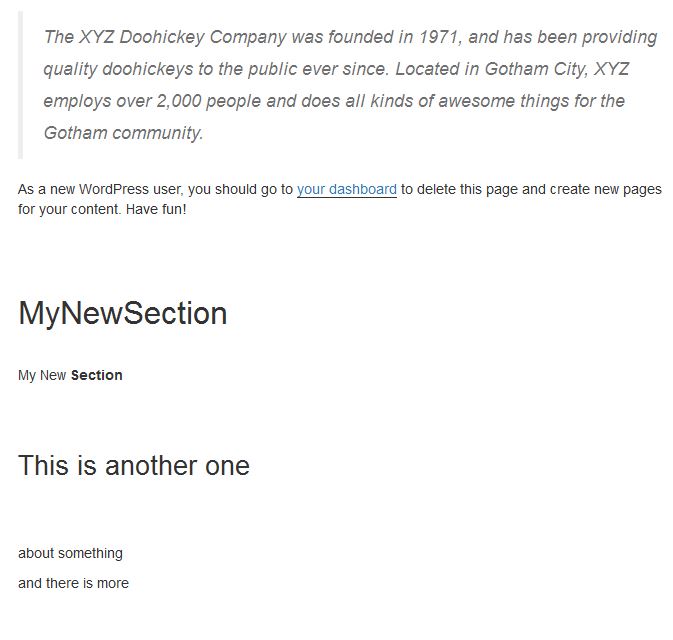 The XYZ Doohickey Company was founded in 1971, and has been providing
quality doohickeys to the public ever since. Located in Gotham City, XYZ
employs over 2,000 people and does all kinds of awesome things for the
Gotham community.
As a new WordPress user, you should go to your dashboard to delete this page and create new pages
for your content. Have fun!
MyNewSection
My New Section
This is another one
about something
and there is more